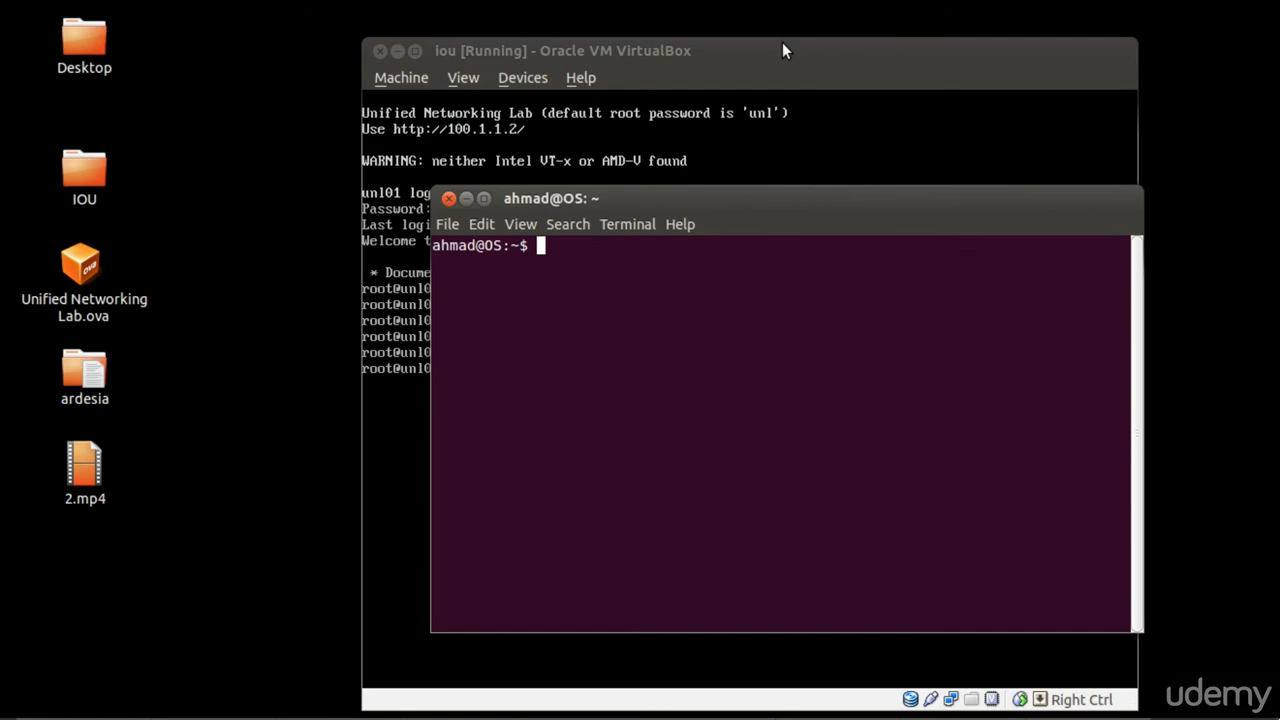 Desktop
IOU
Unified Networking
Lab.ova
ardesia
2.mp4
iou [Running] - Oracle VM VirtualBox
Machine View Devices Help
Unified Networking Lab (default root password is 'unl')
Use http://100.1.1.2/
WARNING: neither Intel VT-x or AMD-V found
unl01 log
Password:
Last logi
Welcome t
* Docume
root@unl0
root@unl0
root@unl0
root@unl0
root@unl0
root@unl0
ahmad@OS: ~
File Edit View Search Terminal Help
ahmad@OS:~$
Right Ctrl
udemy